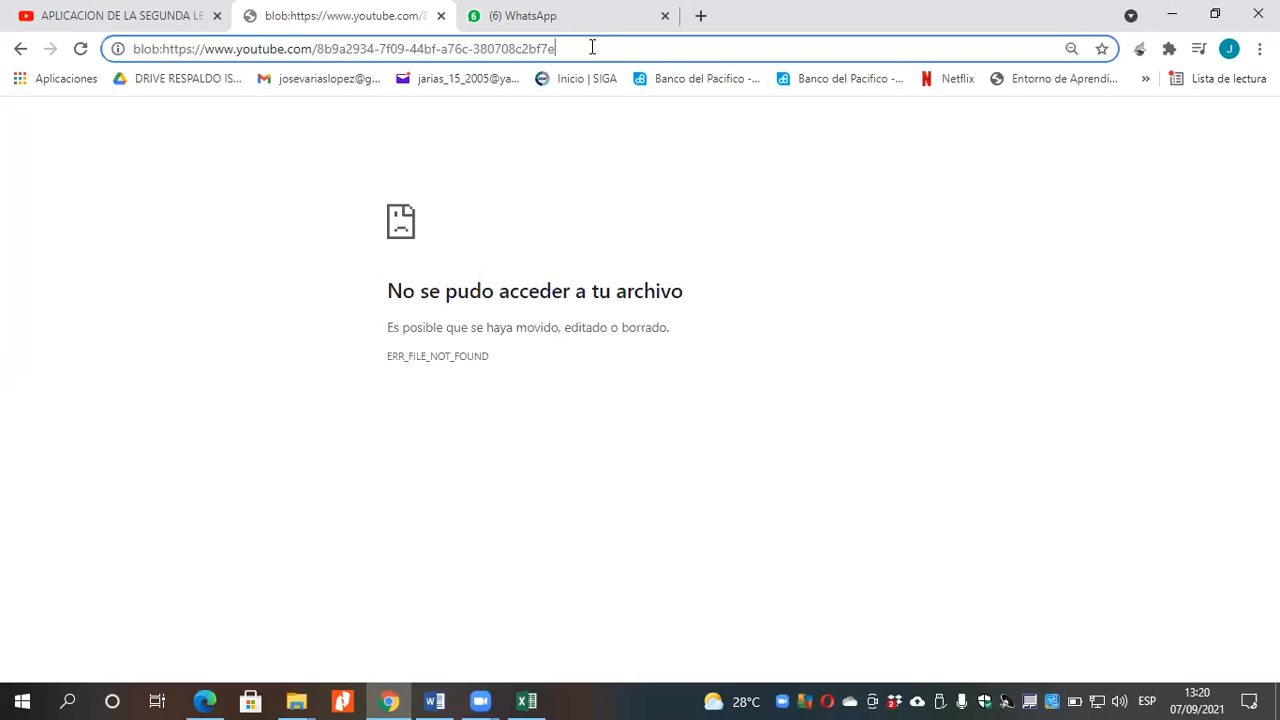 APLICACION DE LA SEGUNDA LE
blob:https://www.youtube.com/8
(6) WhatsApp
blob:https://www.youtube.com/8b9a2934-7f09-44bf-a76c-380708c2bf7e
J
Aplicaciones
DRIVE RESPALDO IS...
josevariaslopez@g...
jarias_15_2005@ya...
Inicio | SIGA
Banco del Pacifico -...
Banco del Pacifico -...
Netflix
Entorno de Aprendi...
»
Lista de lectura
No se pudo acceder a tu archivo
Es posible que se haya movido, editado o borrado.
ERR_FILE_NOT_FOUND
28°C
ESP
13:20
07/09/2021